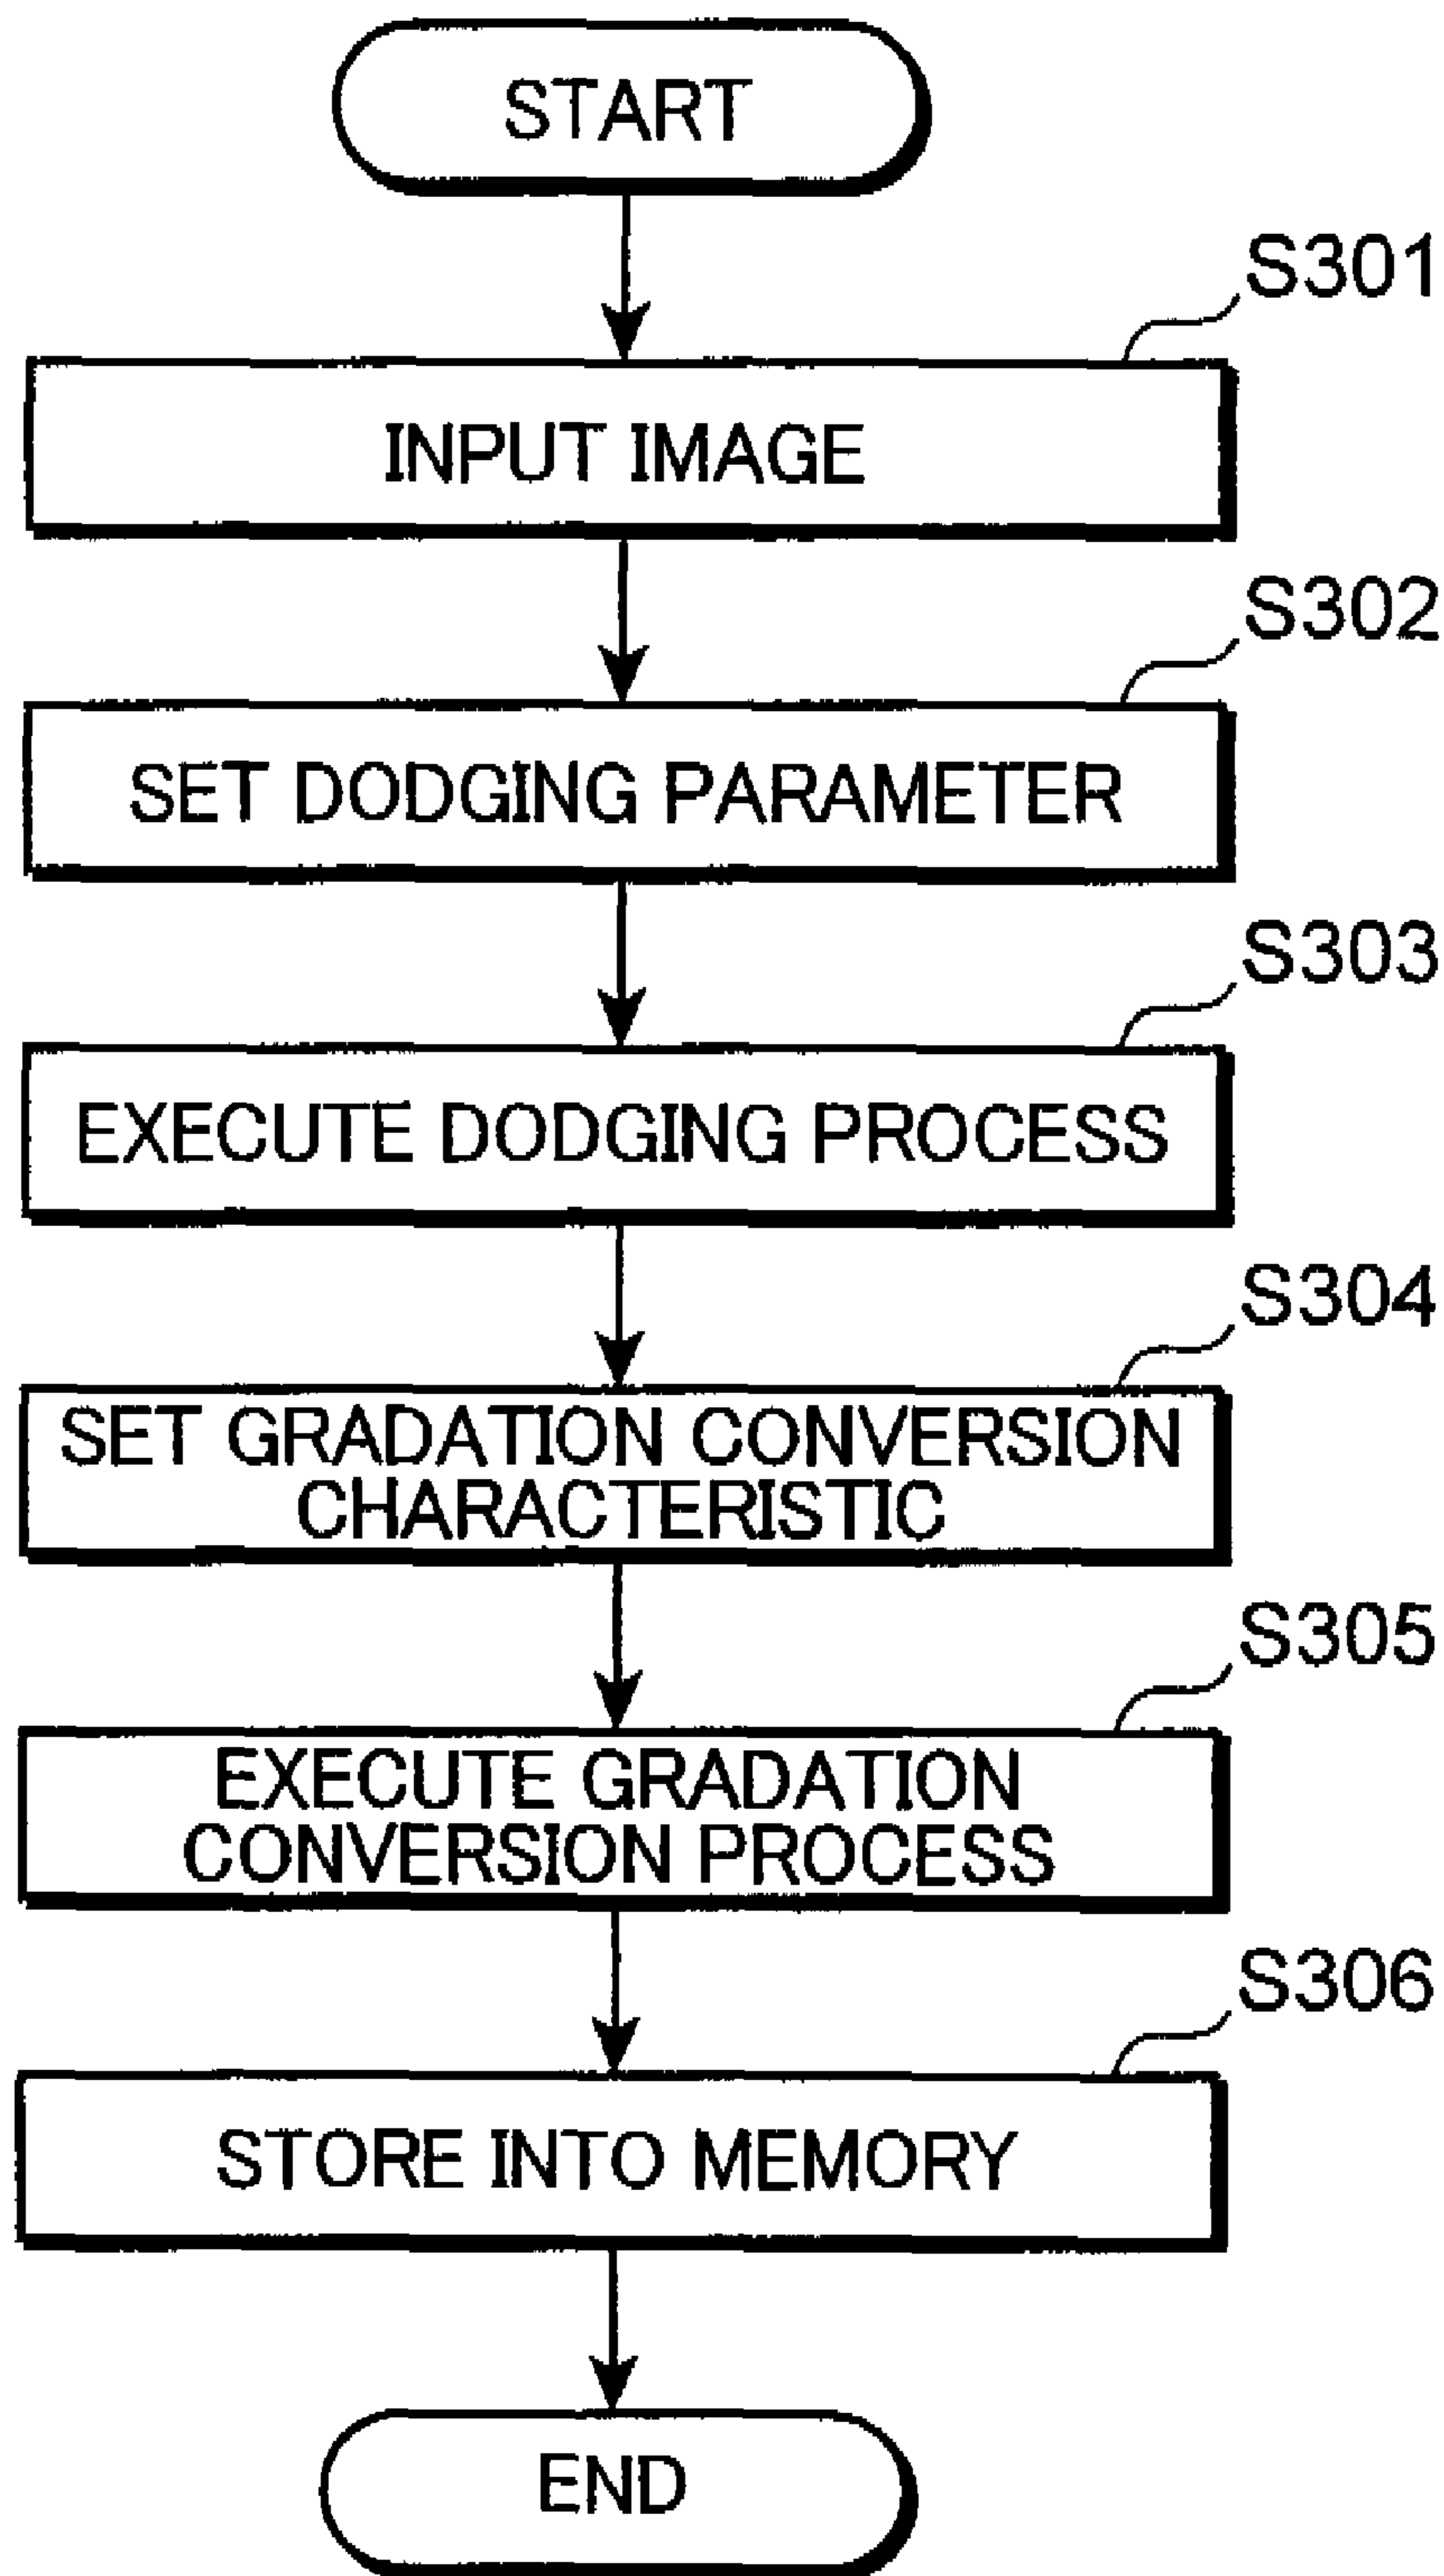 START
S301
INPUT IMAGE
S302
SET DODGING PARAMETER
S303
EXECUTE DODGING PROCESS
S304
SET GRADATION CONVERSION
CHARACTERISTIC
S305
EXECUTE GRADATION
CONVERSION PROCESS
S306
STORE INTO MEMORY
END